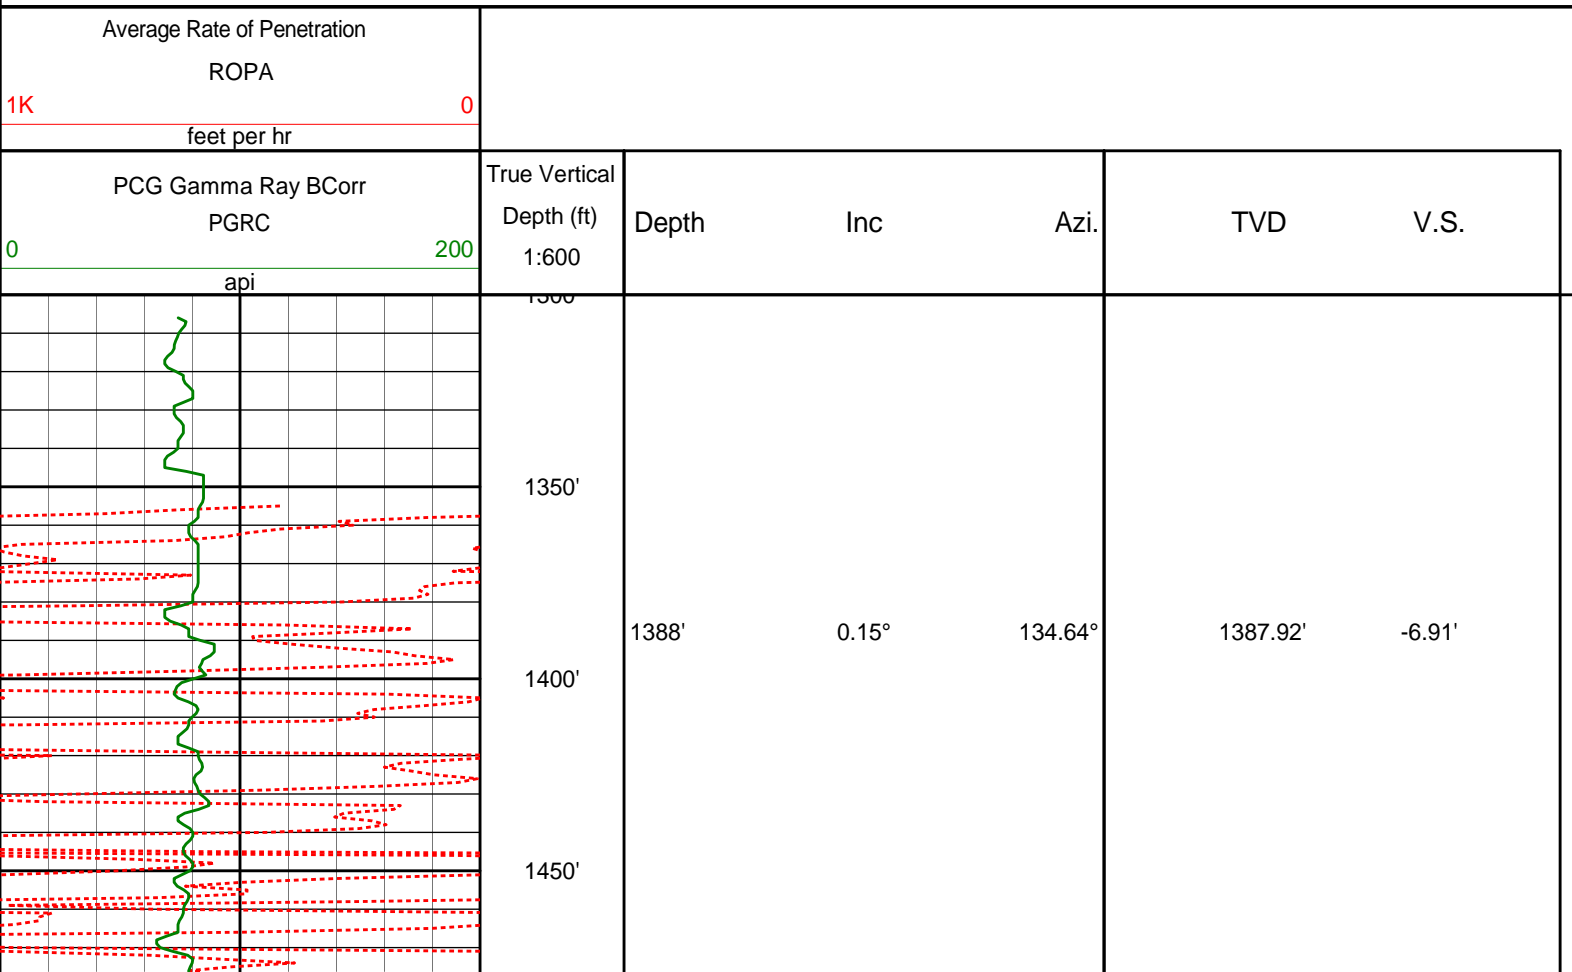 Average Rate of Penetration
ROPA
1K 0
feet per hr
PCG Gamma Ray BCorr
PGRC
0 200
api
True Vertical
Depth (ft)
1:600
Depth Inc Azi. TVD V.S.
1350'
1388' 0.15° 134.64° 1387.92' -6.91'
1400'
1450'